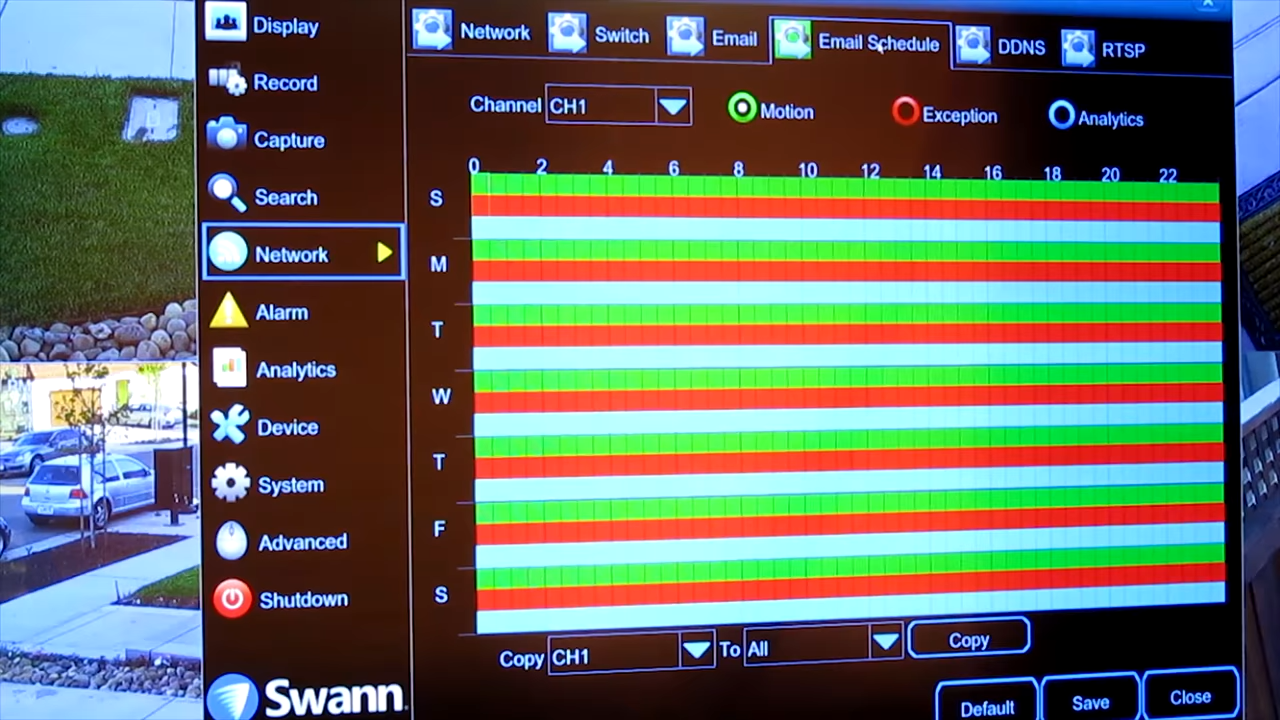 Display
Record
Capture
Search
Network
Alarm
Analytics
Device
System
Advanced
Shutdown
Swann
Network Switch Email Email Schedule DDNS RTSP
Channel CH1 Motion Exception Analytics
0 2 4 6 8 10 12 14 16 18 20 22
S
M
T
W
T
F
S
Copy CH1 To All Copy
Default Save Close